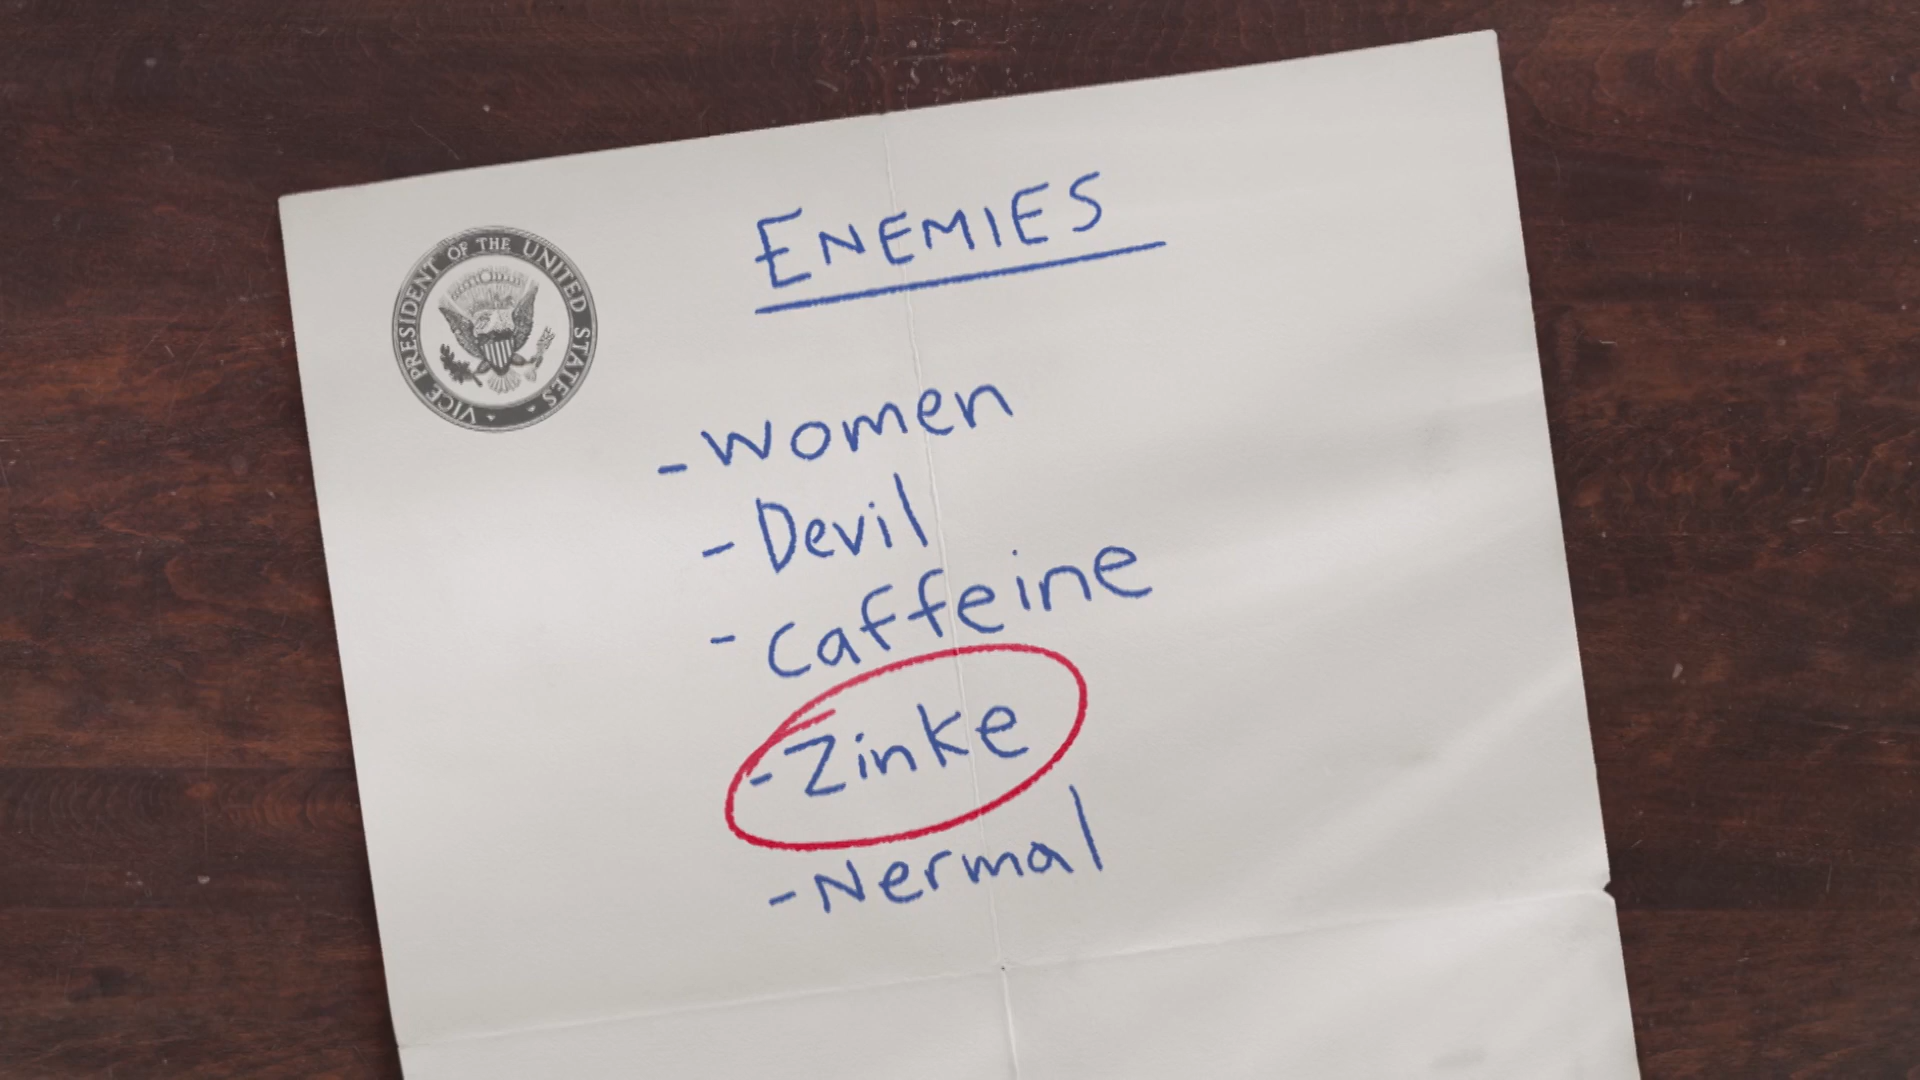 VICE PRESIDENT OF THE UNITED STATES
ENEMIES
- Women
- Devil
- Caffeine
- Zinke
- Nermal